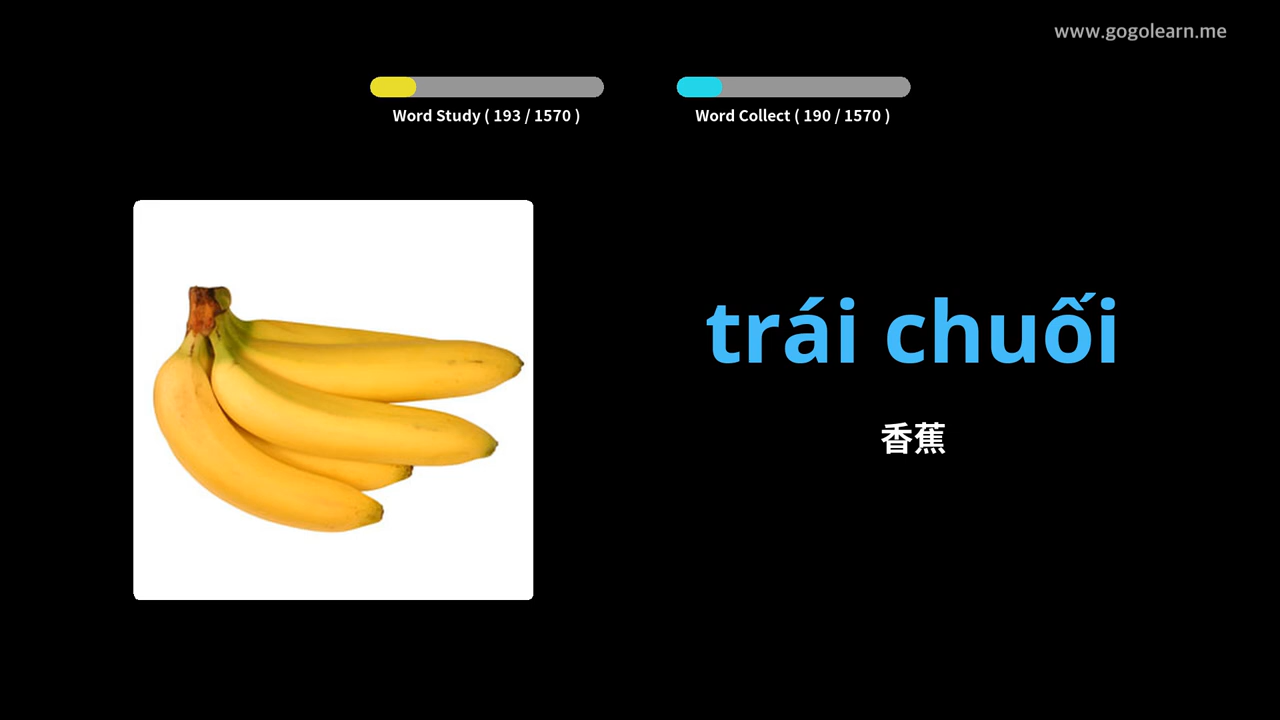 www.gogolearn.me
Word Study ( 193 / 1570 )
Word Collect ( 190 / 1570 )
trái chuối
香蕉